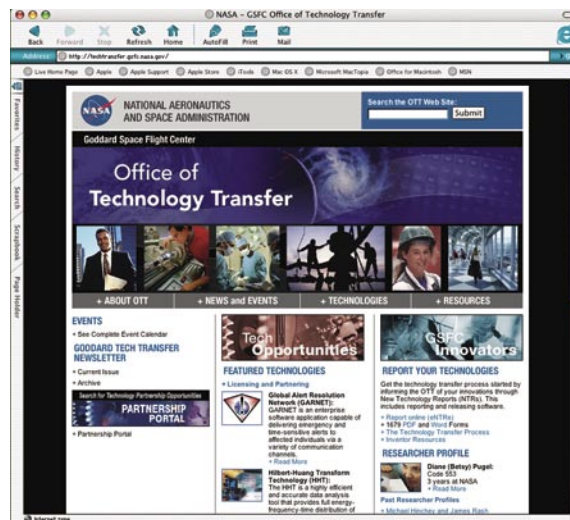 NASA – GSFC Office of Technology Transfer
Back Forward Stop Refresh Home AutoFill Print Mail
Address: http://techtransfer.gsfc.nasa.gov/
Live Home Page Apple Apple Support Apple Store iTools Mac OS X Microsoft MacTopia Office for Macintosh MSN
Favorites
History
Search
Scrapbook
Page Holder
NASA
NATIONAL AERONAUTICS
AND SPACE ADMINISTRATION
Search the OTT Web Site:
Submit
Goddard Space Flight Center
Office of
Technology Transfer
+ ABOUT OTT + NEWS and EVENTS + TECHNOLOGIES + RESOURCES
EVENTS
+ See Complete Event Calendar
GODDARD TECH TRANSFER
NEWSLETTER
+ Current Issue
+ Archive
Search for Technology Partnership Opportunities
PARTNERSHIP
PORTAL
+ Partnership Portal
Tech
Opportunities
FEATURED TECHNOLOGIES
+ Licensing and Partnering
Global Alert Resolution
Network (GARNET):
GARNET is an enterprise
software application capable of
delivering emergency and
time-sensitive alerts to
affected individuals via a
variety of communication
channels.
+ Read More
Hilbert-Huang Transform
Technology (HHT):
The HHT is a highly efficient
and accurate data analysis
tool that provides full energy-
frequency-time distribution of
GSFC
Innovators
REPORT YOUR TECHNOLOGIES
Get the technology transfer process started by
informing the OTT of your innovations through
New Technology Reports (NTRs). This
includes reporting and releasing software.
+ Report online (eNTRs)
+ 1679 PDF and Word Forms
+ The Technology Transfer Process
+ Inventor Resources
RESEARCHER PROFILE
Diane (Betsy) Pugel:
Code 553
3 years at NASA
+ Read More
Past Researcher Profiles
+ Michael Hinchey and James Rash
Internet zone